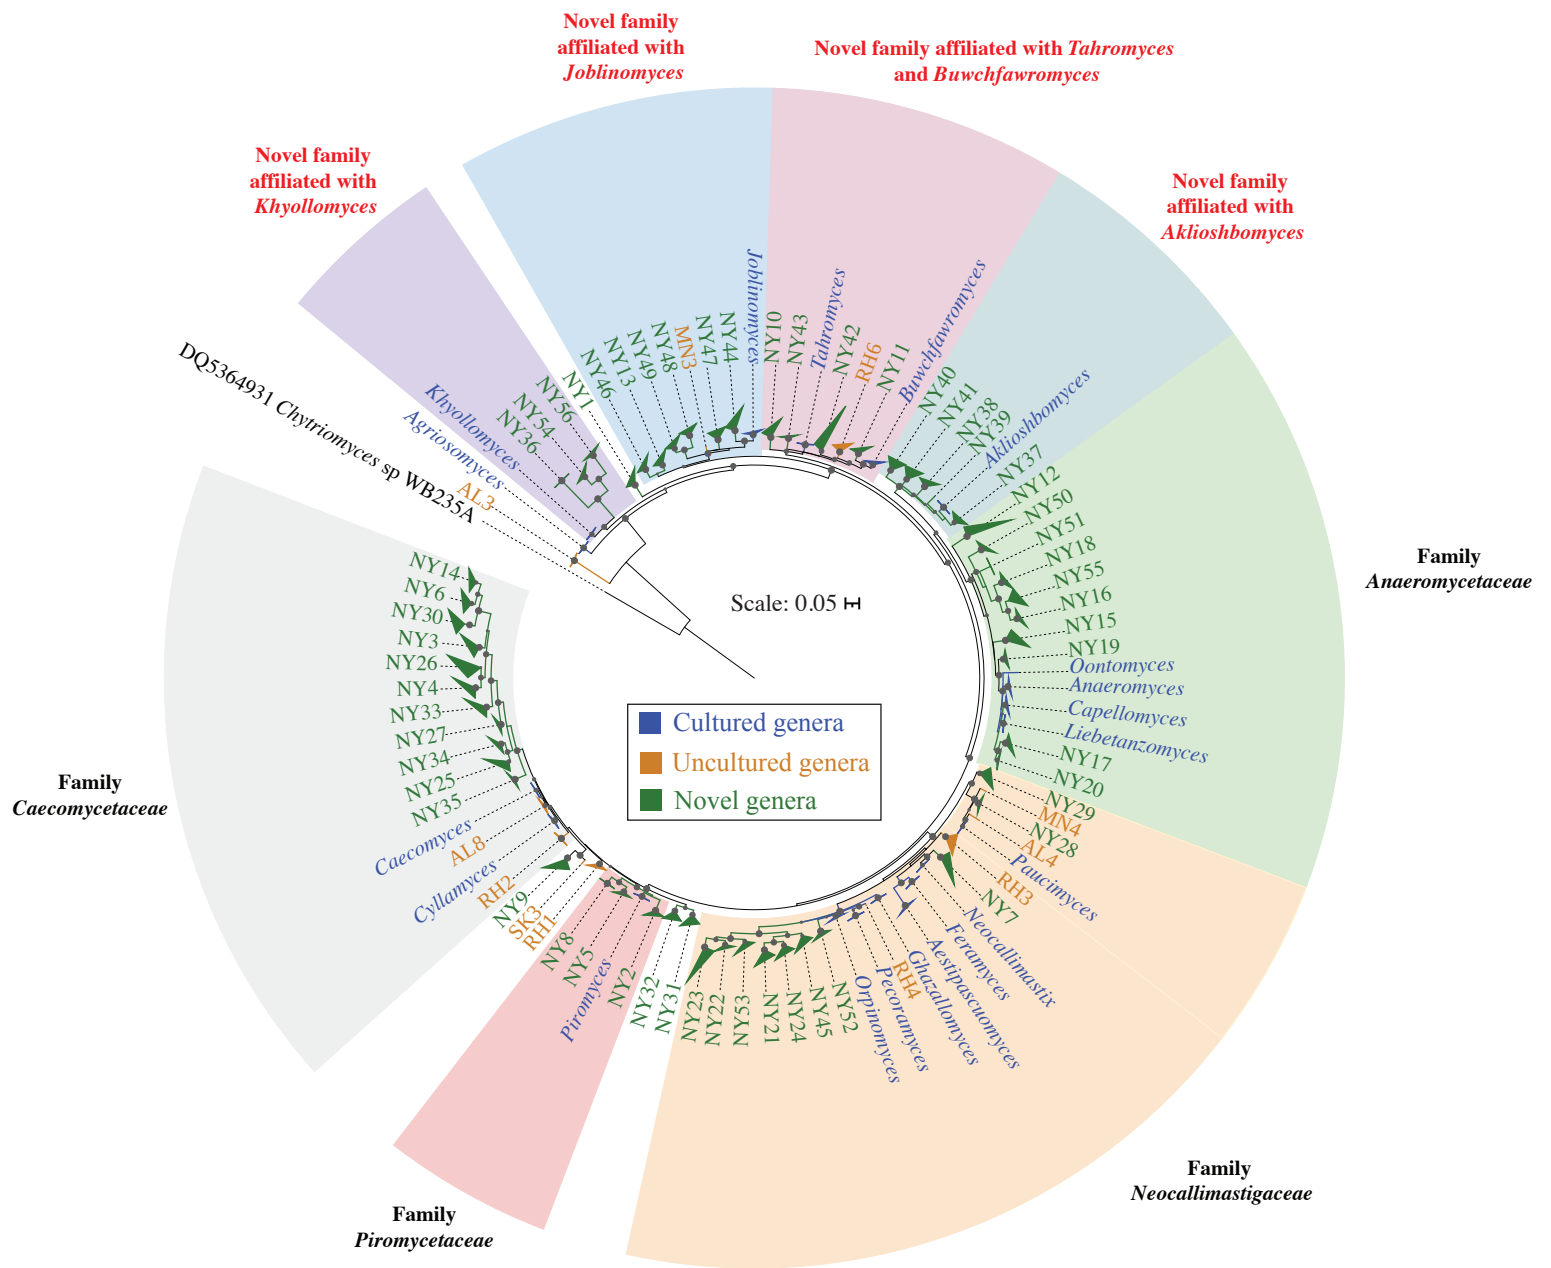 Novel family
affiliated with
Joblinomyces
Novel family affiliated with Tahromyces
and Buwchfawromyces
Novel family
affiliated with
Khyollomyces
Novel family
affiliated with
Aklioshbomyces
Family
Anaeromycetaceae
Family
Neocallimastigaceae
Family
Piromycetaceae
Family
Caecomycetaceae
DQ5364931 Chytriomyces sp WB235A
AL3
Agriosomyces
Khyollomyces
NY36
NY54
NY56
NY1
NY46
NY13
NY49
NY48
MN3
NY47
NY44
Joblinomyces
NY10
NY43
Tahromyces
NY42
RH6
NY11
Buwchfawromyces
NY40
NY41
NY38
NY39
Aklioshbomyces
NY37
NY12
NY50
NY51
NY18
NY55
NY16
NY15
NY19
Oontomyces
Anaeromyces
Capellomyces
Liebetanzomyces
NY17
NY20
NY29
MN4
NY28
AL4
Paucimyces
RH3
NY7
Neocallimastix
Feramyces
Aestipascuomyces
Ghazallomyces
RH4
Pecoramyces
Orpinomyces
NY52
NY45
NY24
NY21
NY53
NY22
NY23
NY31
NY32
NY2
Piromyces
NY5
NY8
RH1
SK3
NY9
RH2
Cyllamyces
AL8
Caecomyces
NY35
NY25
NY34
NY27
NY33
NY4
NY26
NY3
NY30
NY6
NY14
Scale: 0.05
Cultured genera
Uncultured genera
Novel genera